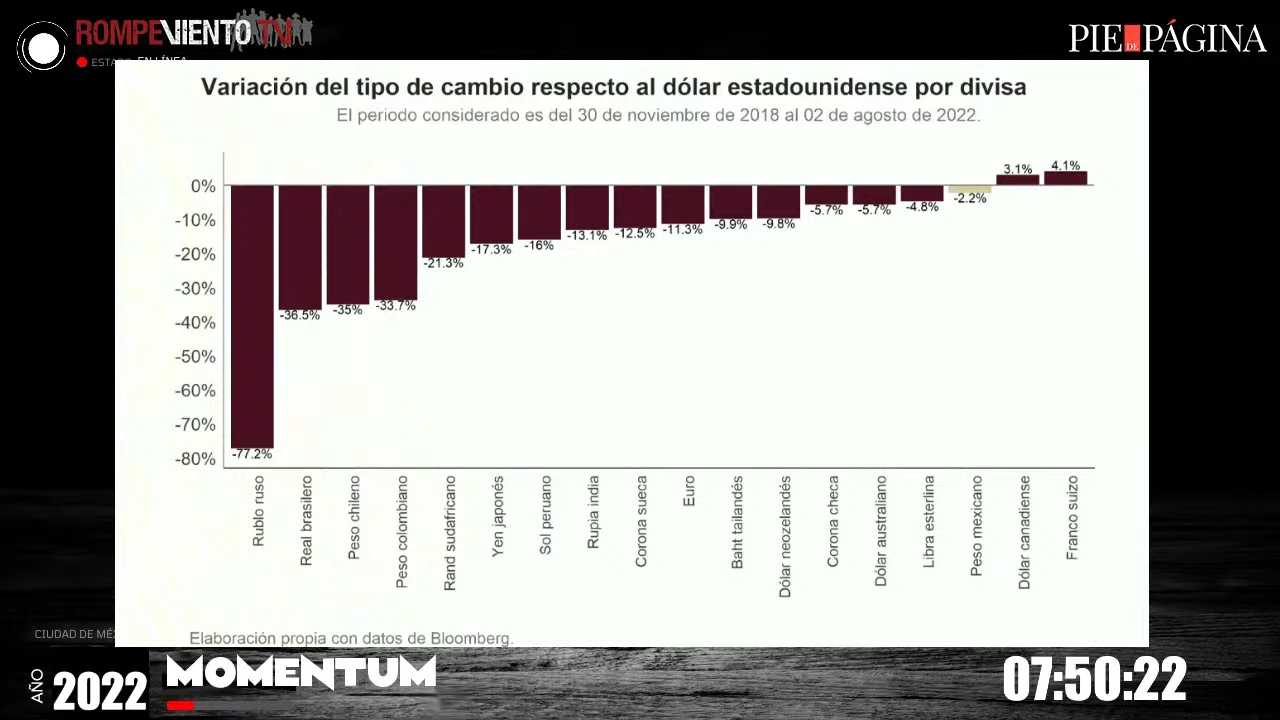 ROMPEVIENTO TV
PIE DE PÁGINA
Variación del tipo de cambio respecto al dólar estadounidense por divisa
El periodo considerado es del 30 de noviembre de 2018 al 02 de agosto de 2022.
0%
-10%
-20%
-30%
-40%
-50%
-60%
-70%
-80%
-77.2%
-36.5%
-35%
-33.7%
-21.3%
-17.3%
-16%
-13.1%
-12.5%
-11.3%
-9.9%
-9.8%
-5.7%
-5.7%
-4.8%
-2.2%
3.1%
4.1%
Rublo ruso
Real brasilero
Peso chileno
Peso colombiano
Rand sudafricano
Yen japonés
Sol peruano
Rupia india
Corona sueca
Euro
Baht tailandés
Dólar neozelandés
Corona checa
Dólar australiano
Libra esterlina
Peso mexicano
Dólar canadiense
Franco suizo
Elaboración propia con datos de Bloomberg.
CIUDAD DE
AÑO 2022
MOMENTUM
07:50:22